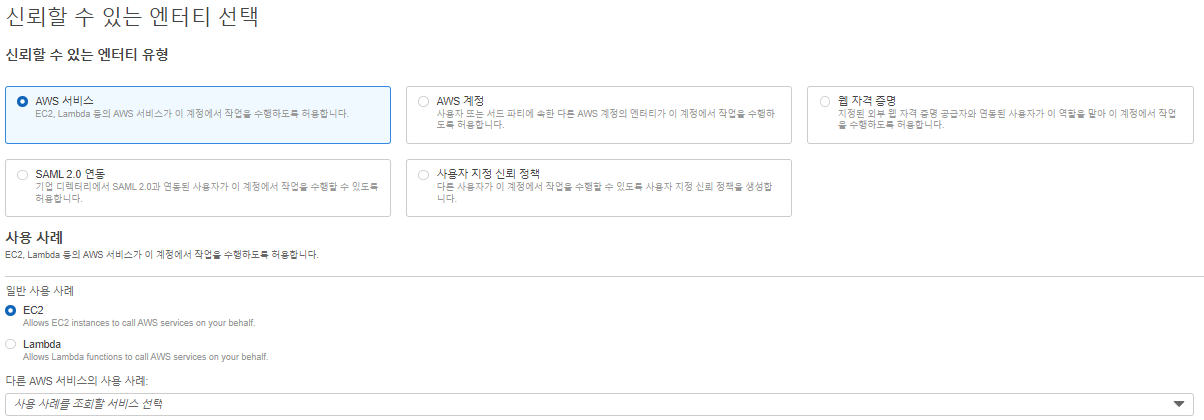 신뢰할 수 있는 엔터티 선택
신뢰할 수 있는 엔터티 유형
AWS 서비스
EC2, Lambda 등의 AWS 서비스가 이 계정에서 작업을 수행하도록 허용합니다.
AWS 계정
사용자 또는 서드 파티에 속한 다른 AWS 계정의 엔터티가 이 계정에서 작업을 수행하
도록 허용합니다.
웹 자격 증명
지정된 외부 웹 자격 증명 공급자와 연동된 사용자가 이 역할을 맡아 이 계정에서 작업
을 수행하도록 허용합니다.
SAML 2.0 연동
기업 디렉터리에서 SAML 2.0과 연동된 사용자가 이 계정에서 작업을 수행할 수 있도록
허용합니다.
사용자 지정 신뢰 정책
다른 사용자가 이 계정에서 작업을 수행할 수 있도록 사용자 지정 신뢰 정책을 생성합
니다.
사용 사례
EC2, Lambda 등의 AWS 서비스가 이 계정에서 작업을 수행하도록 허용합니다.
일반 사용 사례
EC2
Allows EC2 instances to call AWS services on your behalf.
Lambda
Allows Lambda functions to call AWS services on your behalf.
다른 AWS 서비스의 사용 사례:
사용 사례를 조회할 서비스 선택